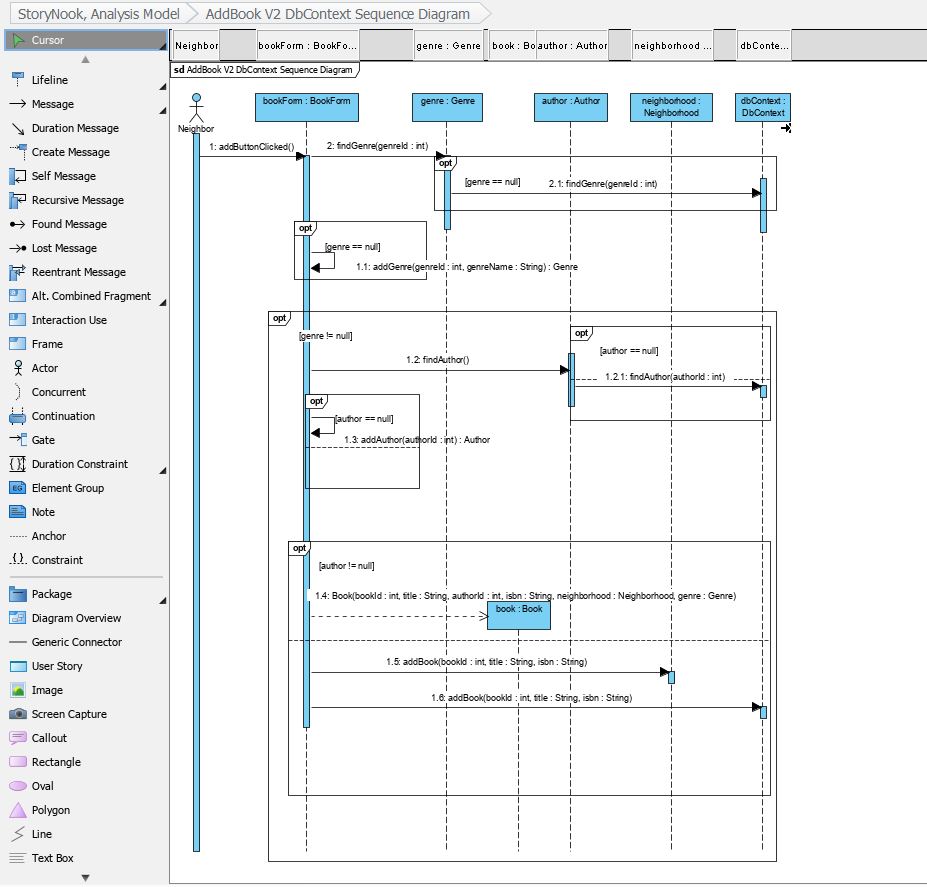 StoryNook, Analysis Model
AddBook V2 DbContext Sequence Diagram
Cursor
Lifeline
Message
Duration Message
Create Message
Self Message
Recursive Message
Found Message
Lost Message
Reentrant Message
Alt. Combined Fragment
Interaction Use
Frame
Actor
Concurrent
Continuation
Gate
Duration Constraint
Element Group
Note
Anchor
Constraint
Package
Diagram Overview
Generic Connector
User Story
Image
Screen Capture
Callout
Rectangle
Oval
Polygon
Line
Text Box
Neighbor
bookForm : BookFo...
genre : Genre
book : Bo
author : Author
neighborhood ...
dbConte...
sd AddBook V2 DbContext Sequence Diagram
Neighbor
bookForm : BookForm
genre : Genre
author : Author
neighborhood :
Neighborhood
dbContext :
DbContext
1: addButtonClicked()
2: findGenre(genreId : int)
opt
[genre == null]
2.1: findGenre(genreId : int)
opt
[genre == null]
1.1: addGenre(genreId : int, genreName : String) : Genre
opt
[genre != null]
opt
[author == null]
1.2: findAuthor()
1.2.1: findAuthor(authorId : int)
opt
[author == null]
1.3: addAuthor(authorId : int) : Author
opt
[author != null]
1.4: Book(bookId : int, title : String, authorId : int, isbn : String, neighborhood : Neighborhood, genre : Genre)
book : Book
1.5: addBook(bookId : int, title : String, isbn : String)
1.6: addBook(bookId : int, title : String, isbn : String)